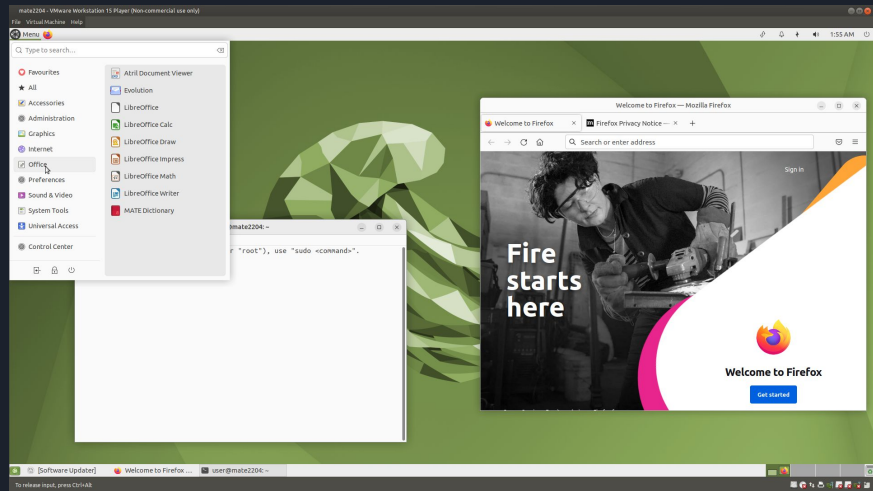 mate2204 - VMware Workstation 15 Player (Non-commercial use only)
File Virtual Machine Help
Menu
1:55 AM
Type to search...
Favourites
All
Accessories
Administration
Graphics
Internet
Office
Preferences
Sound & Video
System Tools
Universal Access
Control Center
Atril Document Viewer
Evolution
LibreOffice
LibreOffice Calc
LibreOffice Draw
LibreOffice Impress
LibreOffice Math
LibreOffice Writer
MATE Dictionary
mate2204: ~
"root"), use "sudo <command>".
Welcome to Firefox — Mozilla Firefox
Welcome to Firefox
Firefox Privacy Notice —
Search or enter address
Sign in
Fire
starts
here
Welcome to Firefox
Get started
[Software Updater]
Welcome to Firefox ...
user@mate2204: ~
To release input, press Ctrl+Alt